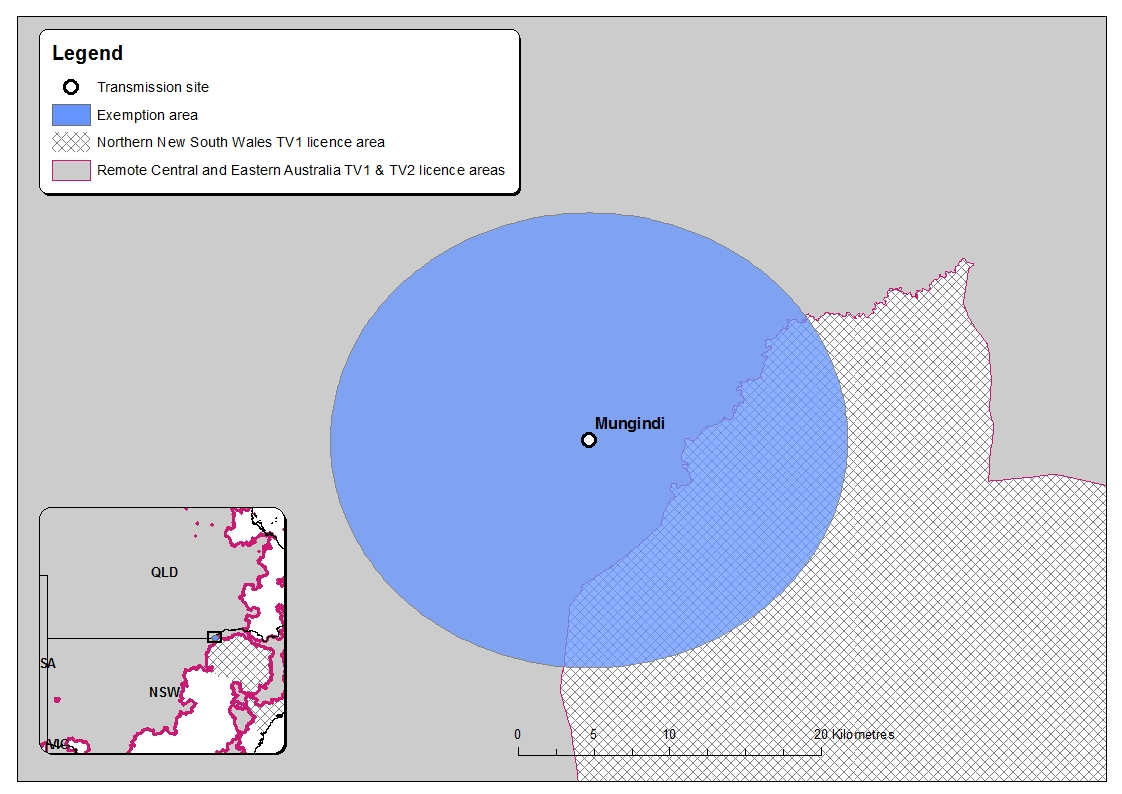 Legend
Transmission site
Exemption area
Northern New South Wales TV1 licence area
Remote Central and Eastern Australia TV1 & TV2 licence areas
Mungindi
QLD
SA
NSW
VIC
0 5 10 20 Kilometres